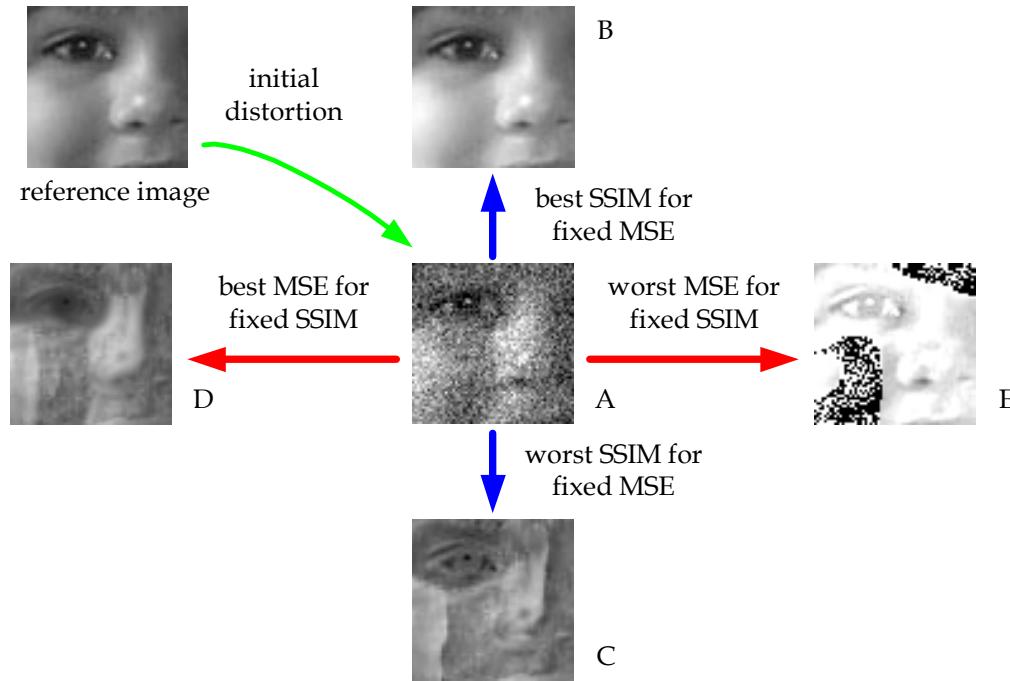 B
initial
distortion
reference image
best SSIM for
fixed MSE
best MSE for
fixed SSIM
worst MSE for
fixed SSIM
D
A
E
worst SSIM for
fixed MSE
C